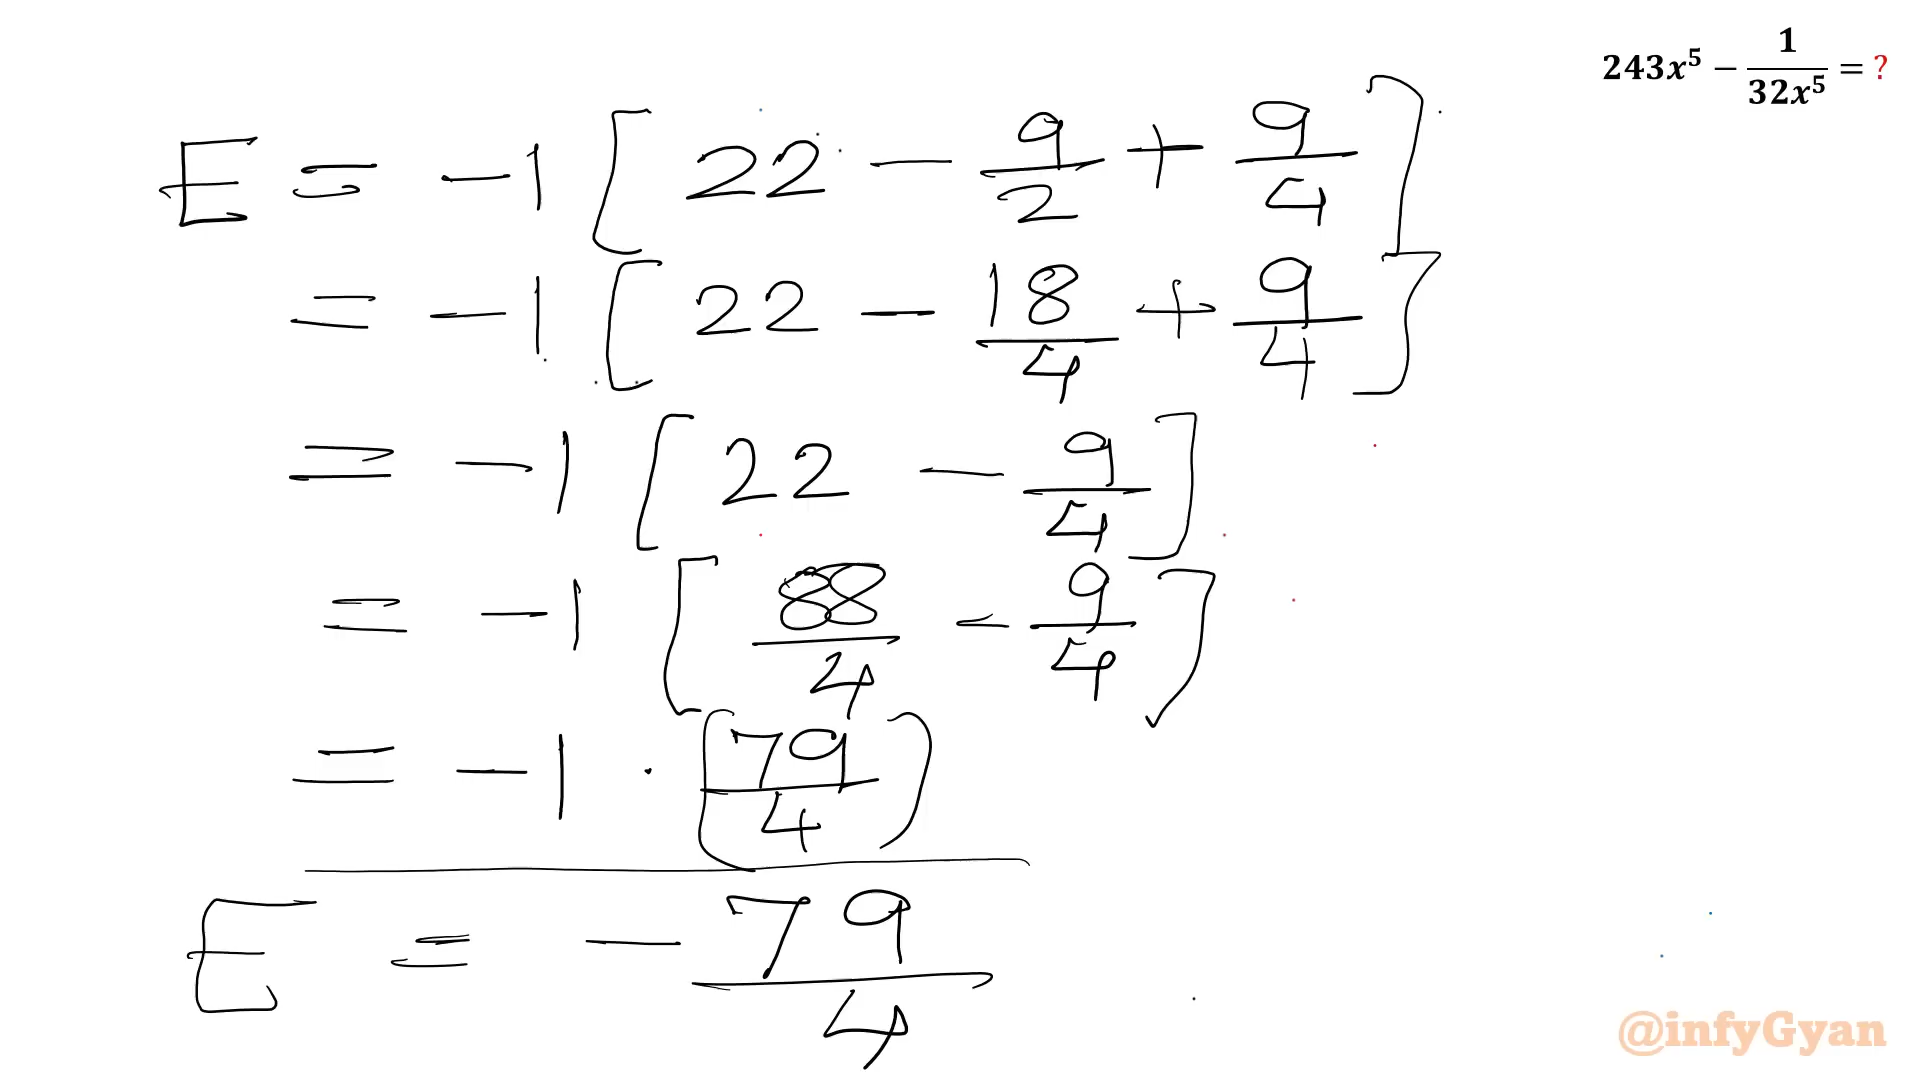 243x⁵ − 1/(32x⁵) = ?
E = −1 [ 22 − 9/2 + 9/4 ]
= −1 [ 22 − 18/4 + 9/4 ]
= −1 [ 22 − 9/4 ]
= −1 [ 88/4 − 9/4 ]
= −1 · (79/4)
E = −79/4
@infyGyan